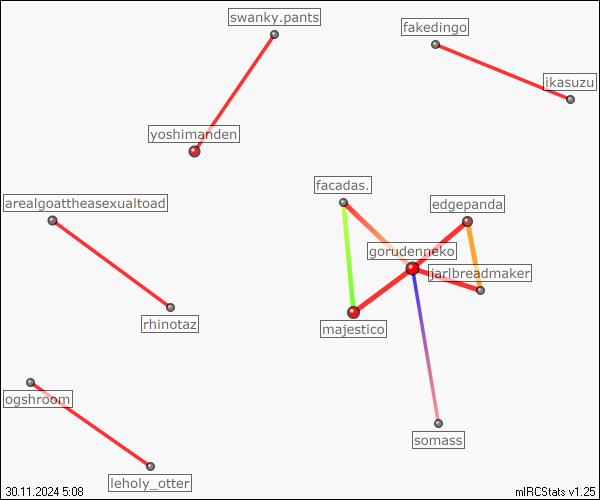 swanky.pants
fakedingo
ikasuzu
yoshimanden
facadas.
arealgoattheasexualtoad
edgepanda
gorudenneko
jarlbreadmaker
rhinotaz
majestico
ogshroom
somass
leholy_otter
30.11.2024 5:08
mIRCStats v1.25